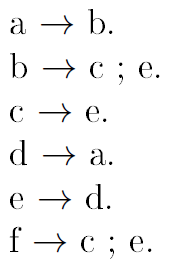 a → b.
b → c ; e.
c → e.
d → a.
e → d.
f → c ; e.